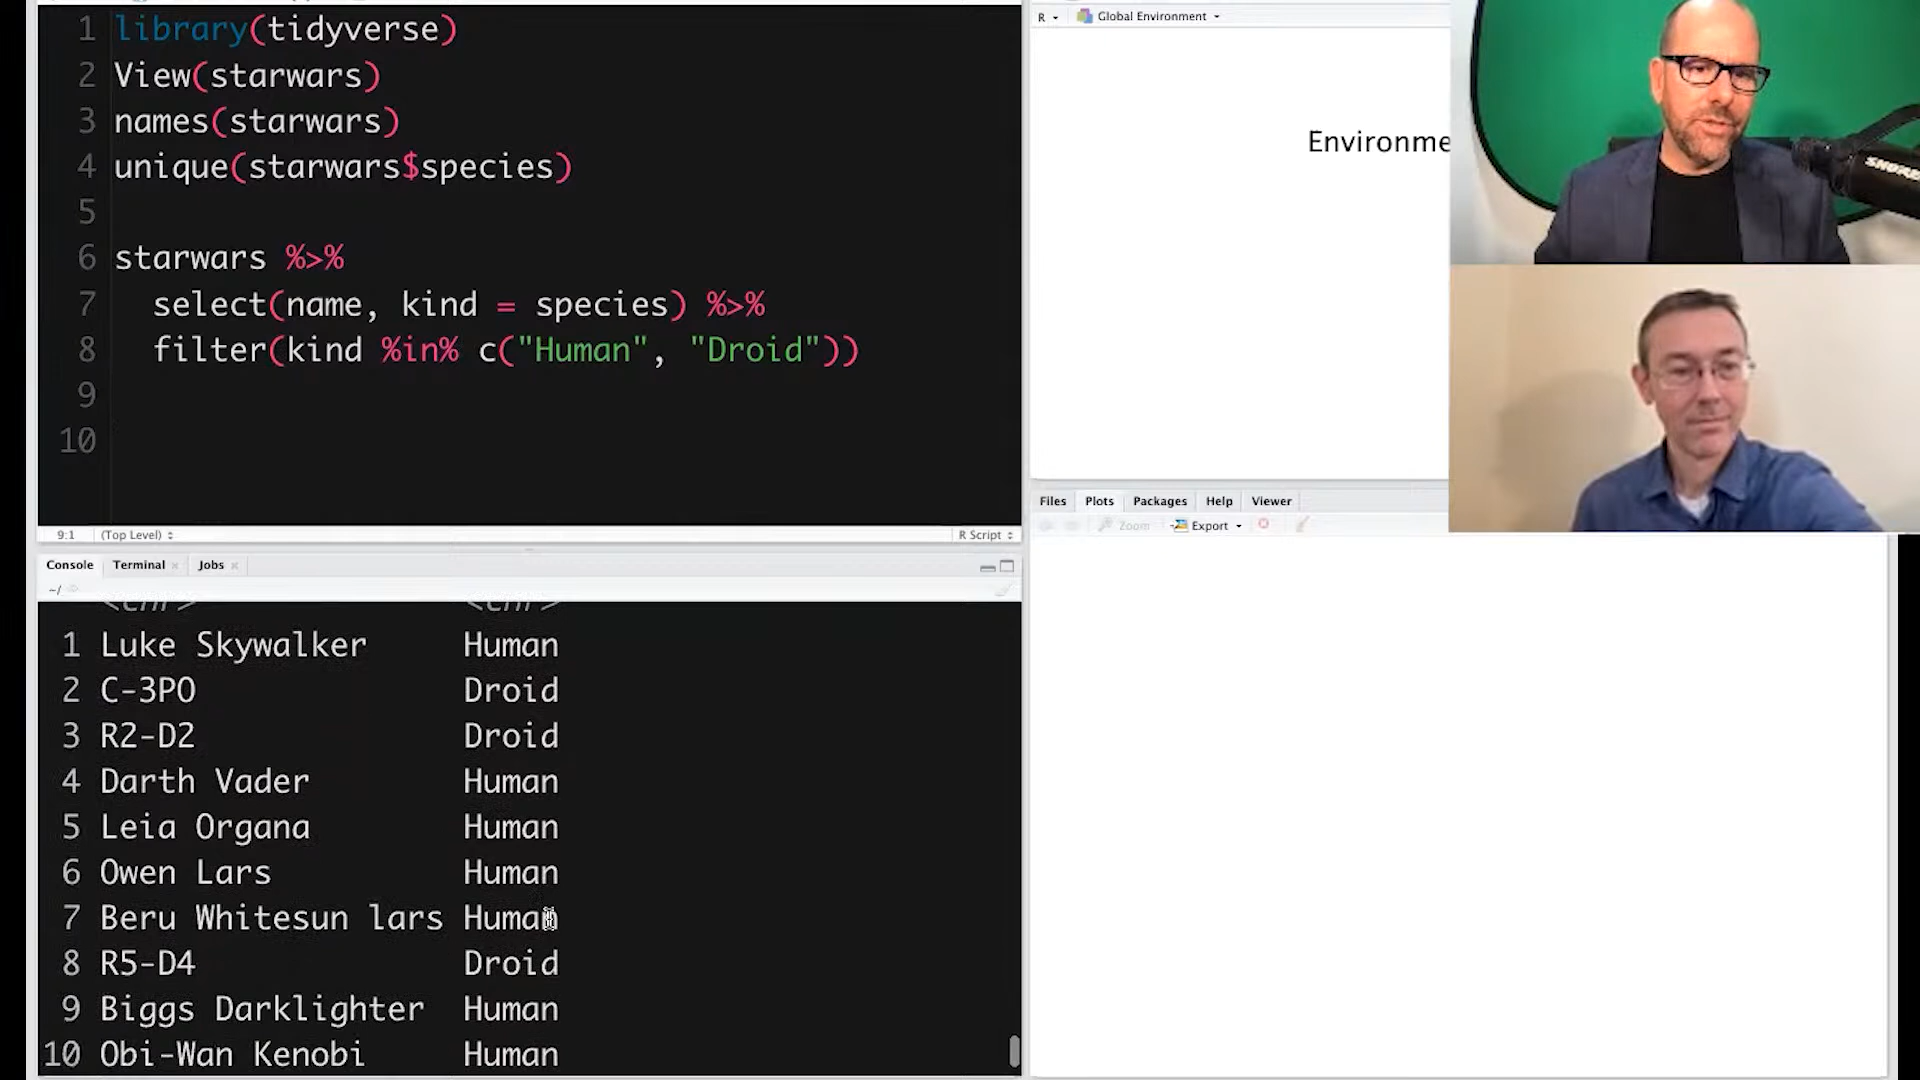 1 library(tidyverse)
2 View(starwars)
3 names(starwars)
4 unique(starwars$species)
5
6 starwars %>%
7 select(name, kind = species) %>%
8 filter(kind %in% c("Human", "Droid"))
9
10
9:1 (Top Level) R Script
Console Terminal Jobs
~/
<chr> <chr>
1 Luke Skywalker Human
2 C-3PO Droid
3 R2-D2 Droid
4 Darth Vader Human
5 Leia Organa Human
6 Owen Lars Human
7 Beru Whitesun lars Human
8 R5-D4 Droid
9 Biggs Darklighter Human
10 Obi-Wan Kenobi Human
R Global Environment
Environme
Files Plots Packages Help Viewer
Zoom Export
SHURE